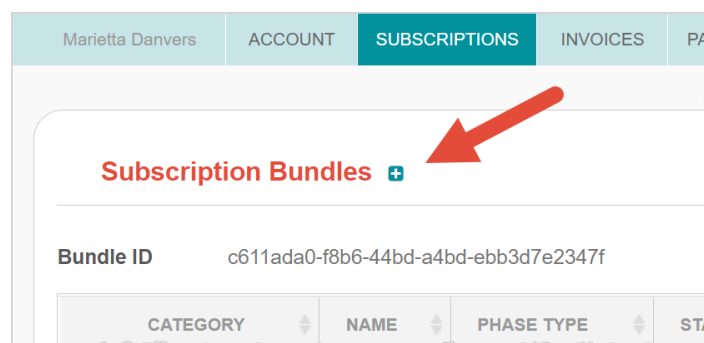 Marietta Danvers ACCOUNT SUBSCRIPTIONS INVOICES
Subscription Bundles
Bundle ID c611ada0-f8b6-44bd-a4bd-ebb3d7e2347f
CATEGORY NAME PHASE TYPE